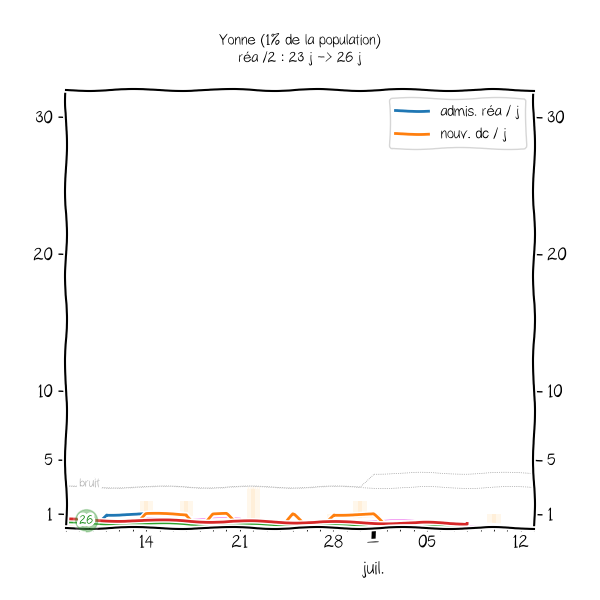 Yonne (1% de la population)
réa /2 : 23 j -> 26 j
admis. réa / j
nouv. dc / j
30
30
20
20
10
10
5
5
bruit
1
1
26
14
21
28
1
05
12
juil.